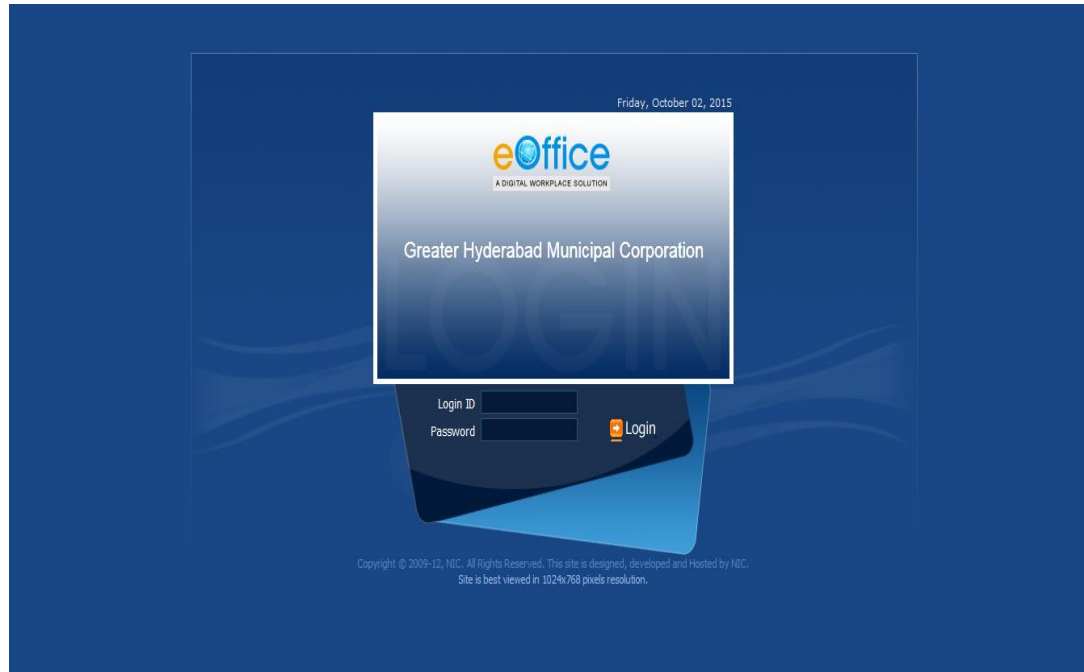 Friday, October 02, 2015
eOffice
A DIGITAL WORKPLACE SOLUTION
Greater Hyderabad Municipal Corporation
LOGIN
Login ID
Password
Login
Copyright © 2009-12, NIC. All Rights Reserved. This site is designed, developed and Hosted by NIC.
Site is best viewed in 1024x768 pixels resolution.